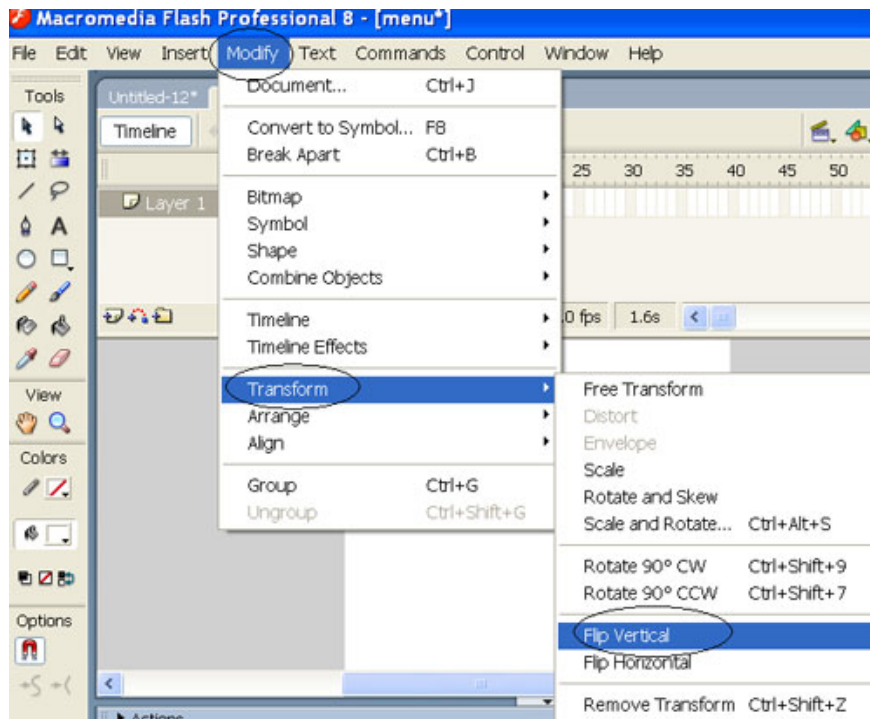 Macromedia Flash Professional 8 - [menu*]
File Edit View Insert Modify Text Commands Control Window Help
Tools
View
Colors
Options
Untitled-12*
Timeline
Layer 1
25 30 35 40 45 50
.0 fps 1.6s
Document... Ctrl+J
Convert to Symbol... F8
Break Apart Ctrl+B
Bitmap
Symbol
Shape
Combine Objects
Timeline
Timeline Effects
Transform
Arrange
Align
Group Ctrl+G
Ungroup Ctrl+Shift+G
Free Transform
Distort
Envelope
Scale
Rotate and Skew
Scale and Rotate... Ctrl+Alt+S
Rotate 90° CW Ctrl+Shift+9
Rotate 90° CCW Ctrl+Shift+7
Flip Vertical
Flip Horizontal
Remove Transform Ctrl+Shift+Z
Actions